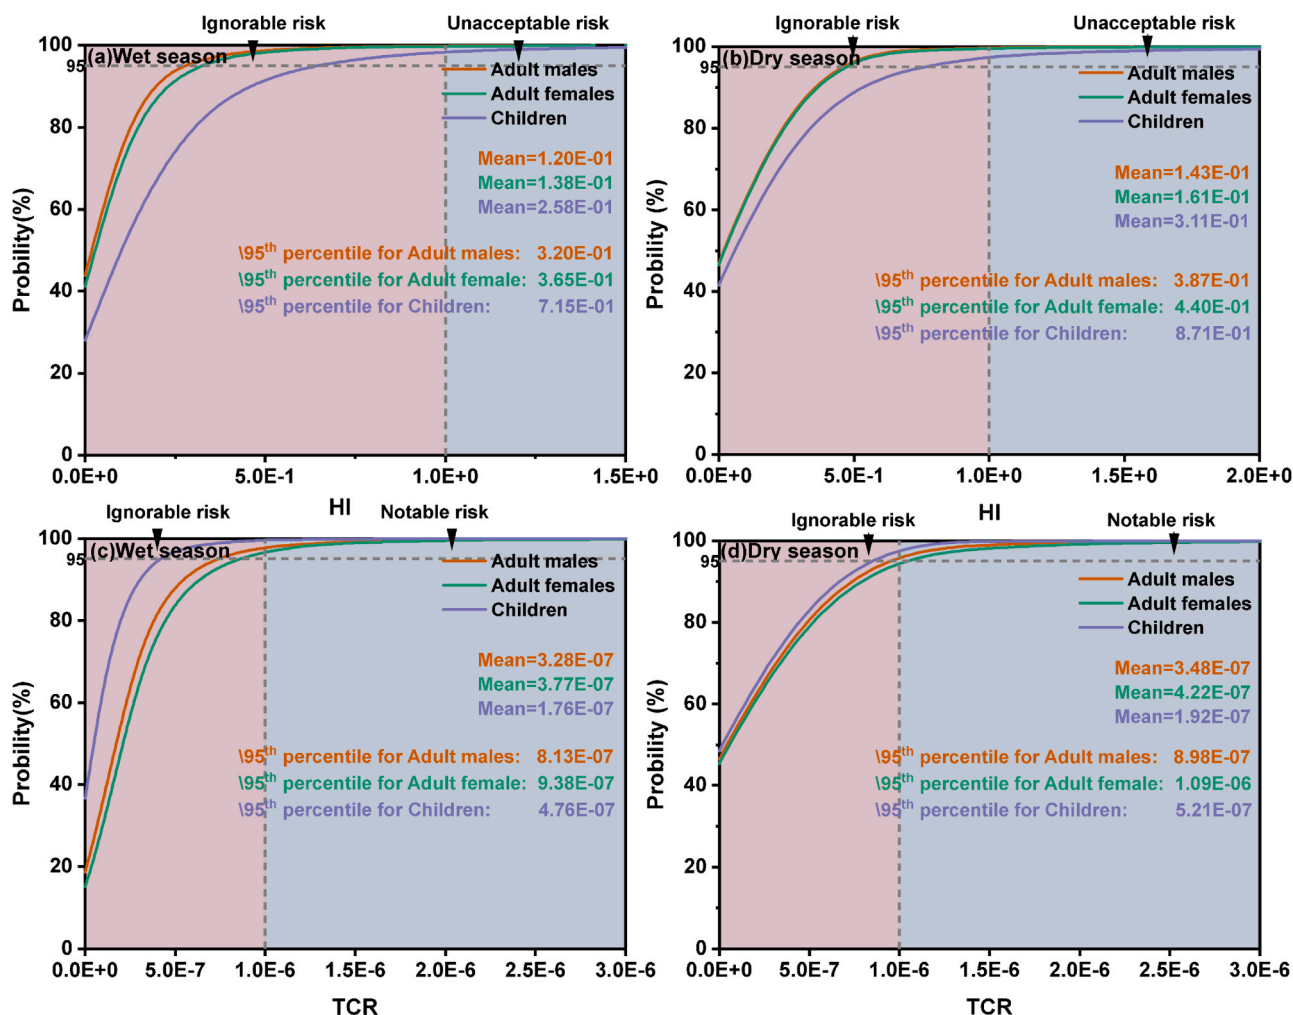 Ignorable risk
Unacceptable risk
(a)Wet season
Adult males
Adult females
Children
Mean=1.20E-01
Mean=1.38E-01
Mean=2.58E-01
\95th percentile for Adult males: 3.20E-01
\95th percentile for Adult female: 3.65E-01
\95th percentile for Children: 7.15E-01
100
95
80
60
40
20
0
Probility(%)
0.0E+0 5.0E-1 1.0E+0 1.5E+0
HI
Ignorable risk
Unacceptable risk
(b)Dry season
Adult males
Adult females
Children
Mean=1.43E-01
Mean=1.61E-01
Mean=3.11E-01
\95th percentile for Adult males: 3.87E-01
\95th percentile for Adult female: 4.40E-01
\95th percentile for Children: 8.71E-01
100
95
80
60
40
20
0
Probility (%)
0.0E+0 5.0E-1 1.0E+0 1.5E+0 2.0E+0
HI
Ignorable risk
Notable risk
(c)Wet season
Adult males
Adult females
Children
Mean=3.28E-07
Mean=3.77E-07
Mean=1.76E-07
\95th percentile for Adult males: 8.13E-07
\95th percentile for Adult female: 9.38E-07
\95th percentile for Children: 4.76E-07
100
95
80
60
40
20
0
Probility(%)
0.0E+0 5.0E-7 1.0E-6 2.0E-6 2.5E-6 3.0E-6
TCR
Ignorable risk
Notable risk
(d)Dry season
Adult males
Adult females
Children
Mean=3.48E-07
Mean=4.22E-07
Mean=1.92E-07
\95th percentile for Adult males: 8.98E-07
\95th percentile for Adult female: 1.09E-06
\95th percentile for Children: 5.21E-07
100
95
80
60
40
20
0
Probility (%)
0.0E+0 5.0E-7 1.0E-6 1.5E-6 2.0E-6 2.5E-6 3.0E-6
TCR